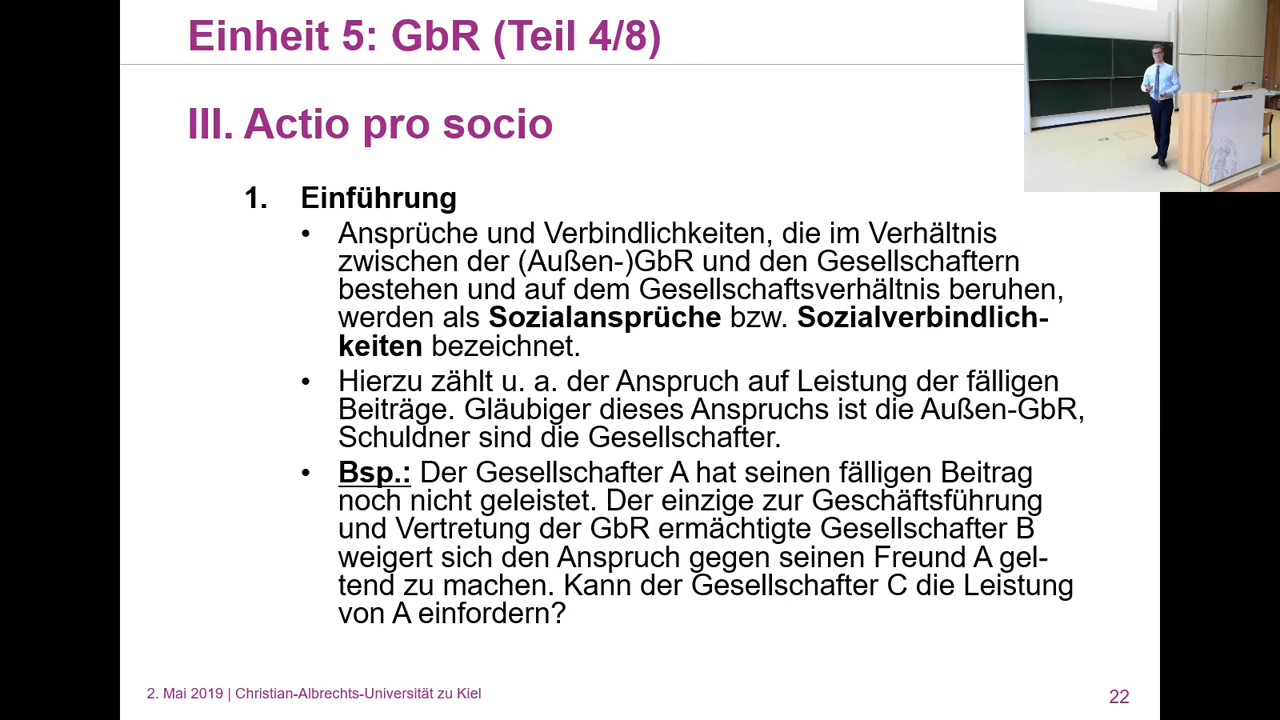 Einheit 5: GbR (Teil 4/8)
III. Actio pro socio
1. Einführung
• Ansprüche und Verbindlichkeiten, die im Verhältnis
zwischen der (Außen-)GbR und den Gesellschaftern
bestehen und auf dem Gesellschaftsverhältnis beruhen,
werden als Sozialansprüche bzw. Sozialverbindlich-
keiten bezeichnet.
• Hierzu zählt u. a. der Anspruch auf Leistung der fälligen
Beiträge. Gläubiger dieses Anspruchs ist die Außen-GbR,
Schuldner sind die Gesellschafter.
• Bsp.: Der Gesellschafter A hat seinen fälligen Beitrag
noch nicht geleistet. Der einzige zur Geschäftsführung
und Vertretung der GbR ermächtigte Gesellschafter B
weigert sich den Anspruch gegen seinen Freund A gel-
tend zu machen. Kann der Gesellschafter C die Leistung
von A einfordern?
2. Mai 2019 | Christian-Albrechts-Universität zu Kiel
22